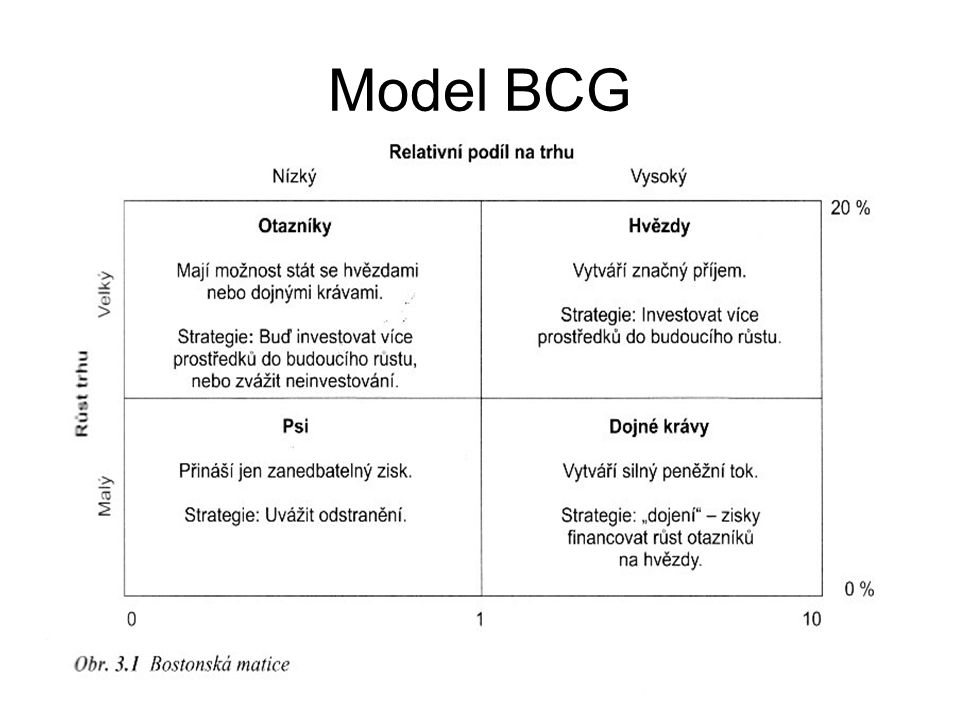 Model BCG
Relativní podíl na trhu
Nízký
Vysoký
20 %
Růst trhu
Velký
Otazníky
Mají možnost stát se hvězdami
nebo dojnými krávami.
Strategie: Buď investovat více
prostředků do budoucího růstu,
nebo zvážit neinvestování.
Hvězdy
Vytváří značný příjem.
Strategie: Investovat více
prostředků do budoucího růstu.
Malý
Psi
Přináší jen zanedbatelný zisk.
Strategie: Uvážit odstranění.
Dojné krávy
Vytváří silný peněžní tok.
Strategie: „dojení“ – zisky
financovat růst otazníků
na hvězdy.
0 %
0
1
10
Obr. 3.1 Bostonská matice